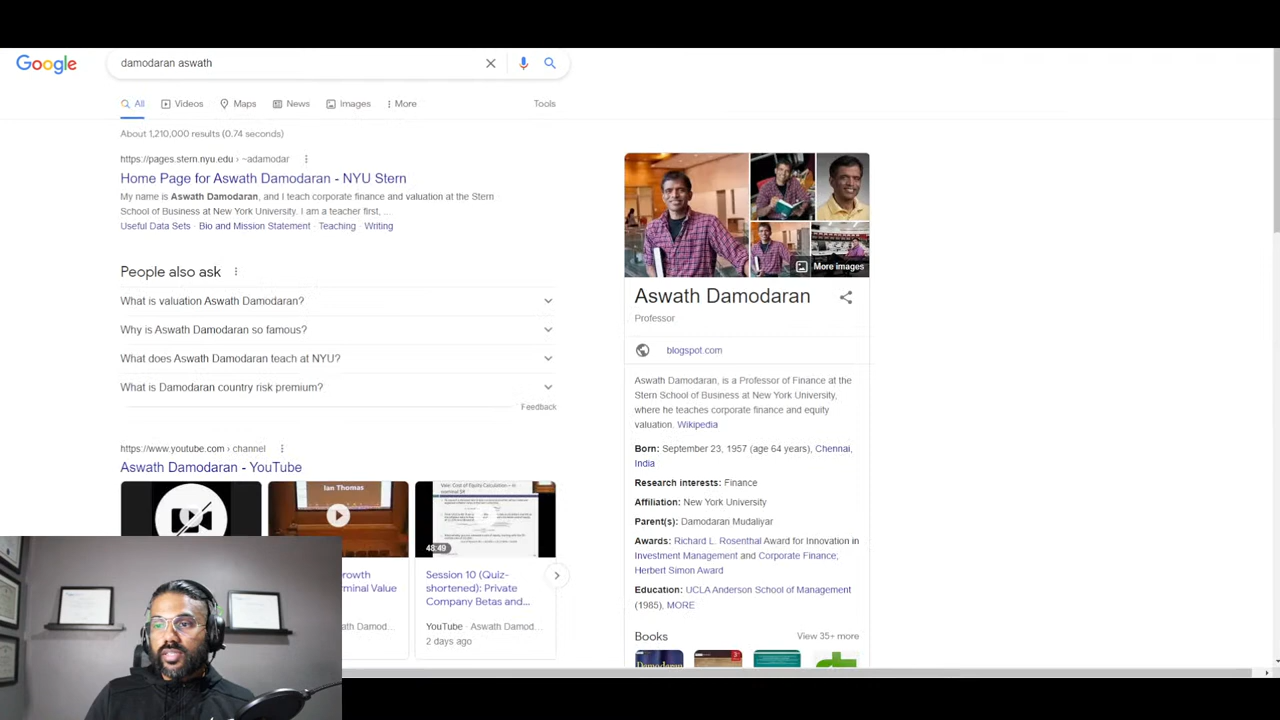 Google
damodaran aswath
All
Videos
Maps
News
Images
More
Tools
About 1,210,000 results (0.74 seconds)
https://pages.stern.nyu.edu › ~adamodar
Home Page for Aswath Damodaran - NYU Stern
My name is Aswath Damodaran, and I teach corporate finance and valuation at the Stern
School of Business at New York University. I am a teacher first, ...
Useful Data Sets · Bio and Mission Statement · Teaching · Writing
People also ask
What is valuation Aswath Damodaran?
Why is Aswath Damodaran so famous?
What does Aswath Damodaran teach at NYU?
What is Damodaran country risk premium?
Feedback
https://www.youtube.com › channel
Aswath Damodaran - YouTube
Ian Thomas
48:49
rowth
rminal Value
ath Damod...
Session 10 (Quiz-
shortened): Private
Company Betas and...
YouTube · Aswath Damod...
2 days ago
More images
Aswath Damodaran
Professor
blogspot.com
Aswath Damodaran, is a Professor of Finance at the
Stern School of Business at New York University,
where he teaches corporate finance and equity
valuation. Wikipedia
Born: September 23, 1957 (age 64 years), Chennai,
India
Research interests: Finance
Affiliation: New York University
Parent(s): Damodaran Mudaliyar
Awards: Richard L. Rosenthal Award for Innovation in
Investment Management and Corporate Finance,
Herbert Simon Award
Education: UCLA Anderson School of Management
(1985), MORE
Books
View 35+ more
Damodaran